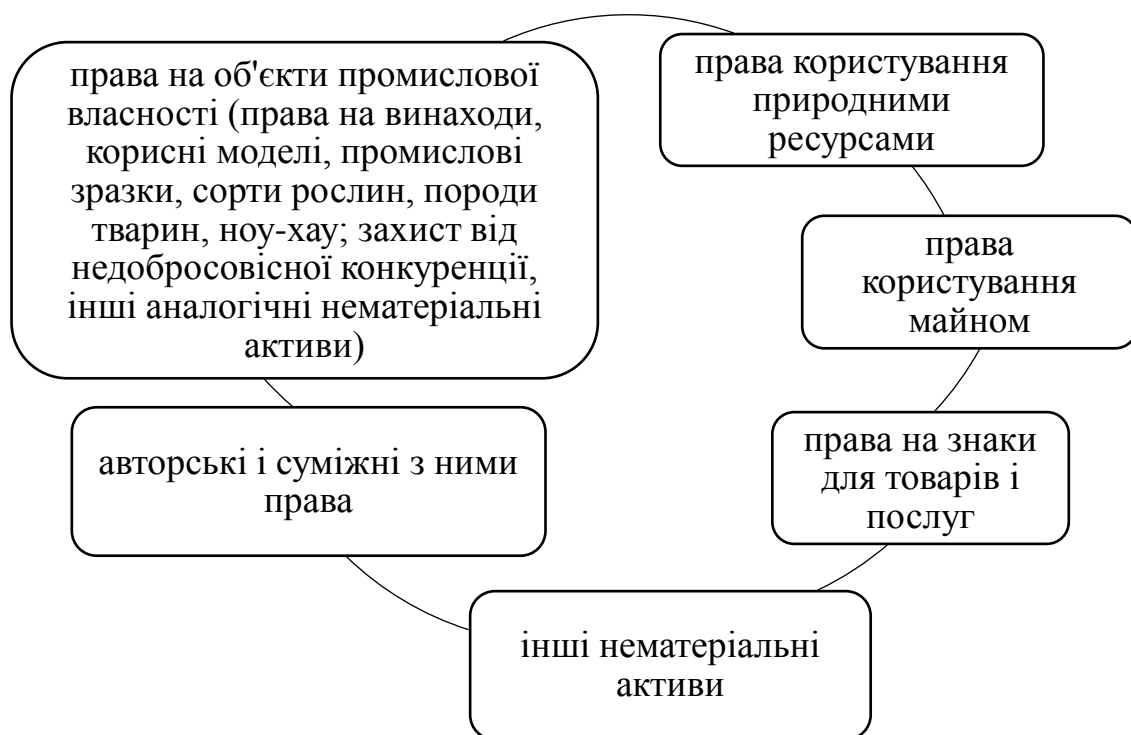 права на об'єкти промислової
власності (права на винаходи,
корисні моделі, промислові
зразки, сорти рослин, породи
тварин, ноу-хау; захист від
недобросовісної конкуренції,
інші аналогічні нематеріальні
активи)
права користування
природними
ресурсами
права
користування
майном
права на знаки
для товарів і
послуг
інші нематеріальні
активи
авторські і суміжні з ними
права